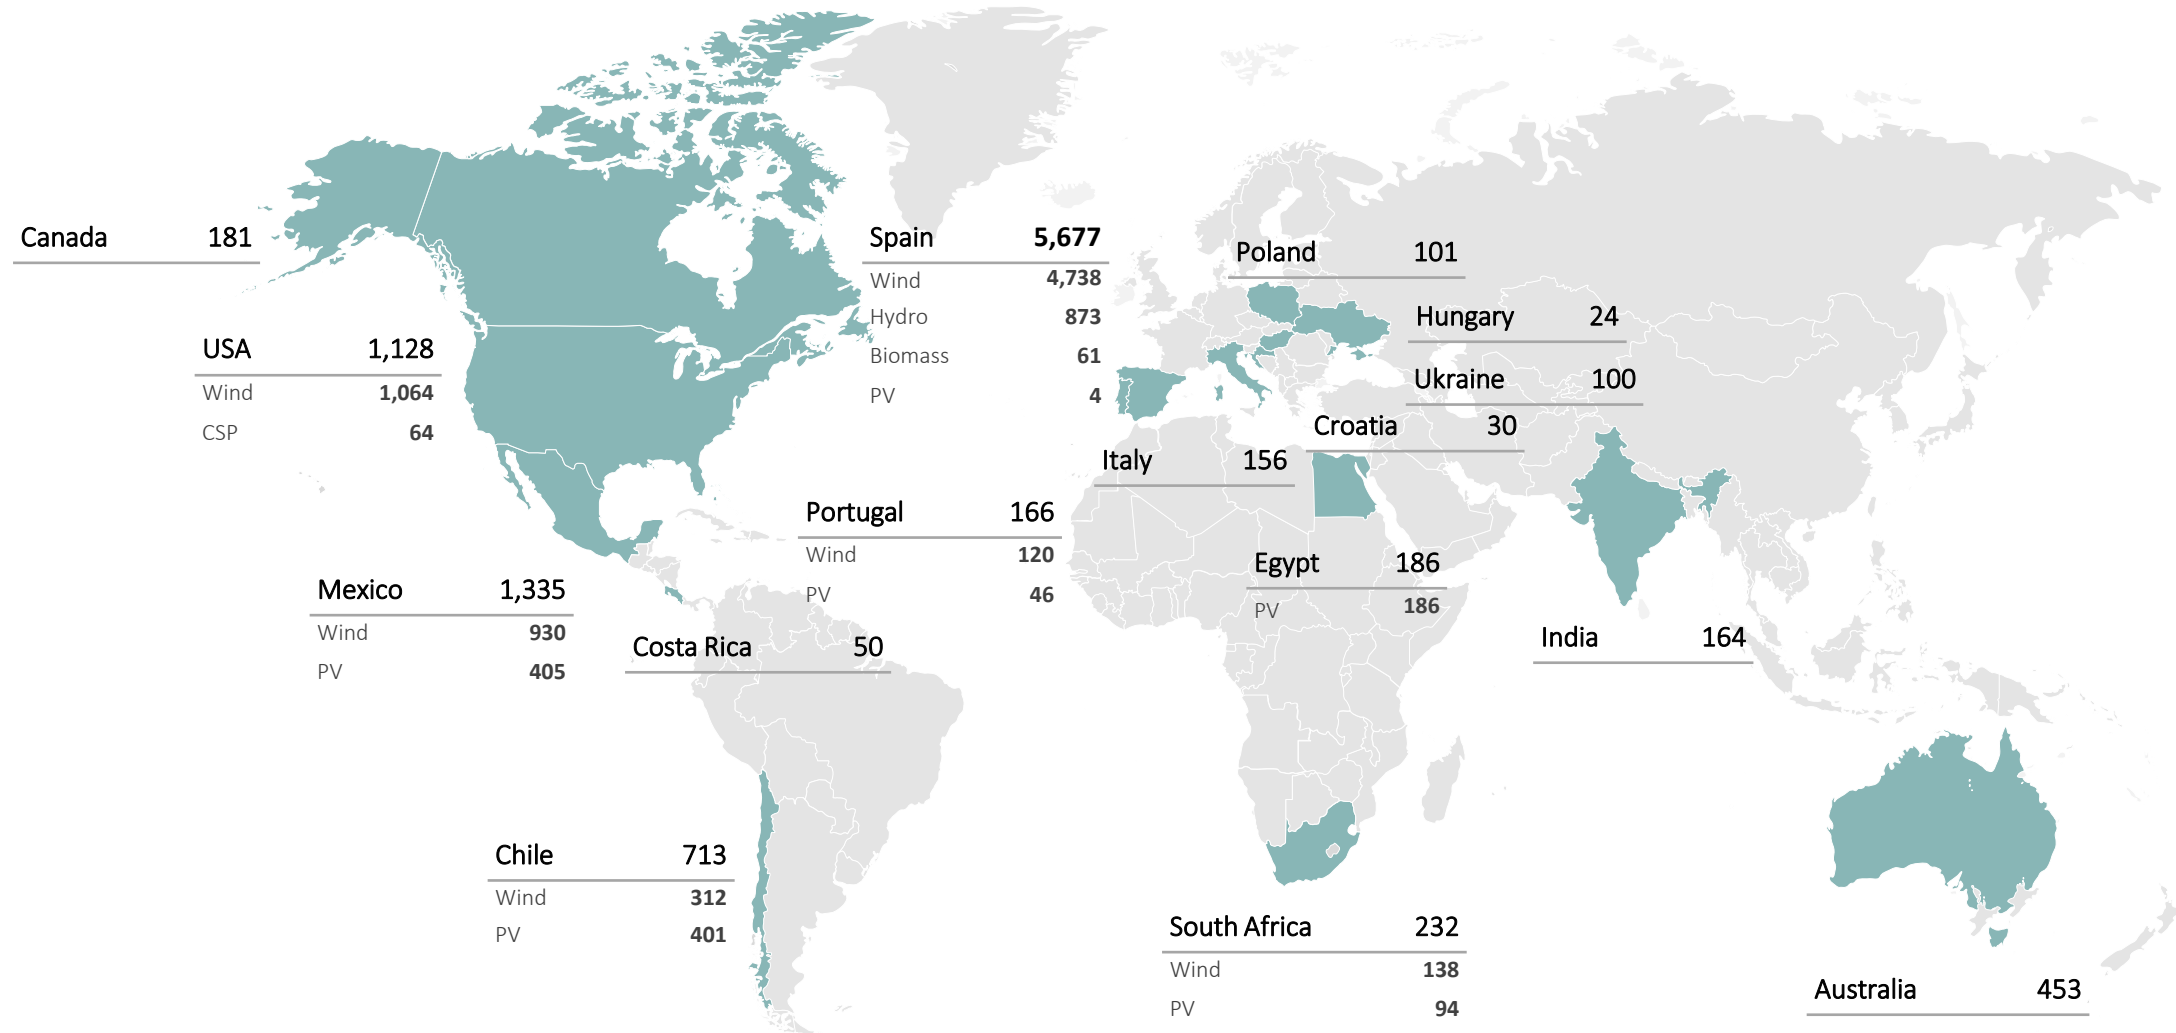 Canada 181
USA 1,128
Wind 1,064
CSP 64
Mexico 1,335
Wind 930
PV 405
Costa Rica 50
Chile 713
Wind 312
PV 401
Spain 5,677
Wind 4,738
Hydro 873
Biomass 61
PV 4
Portugal 166
Wind 120
PV 46
Poland 101
Hungary 24
Ukraine 100
Croatia 30
Italy 156
Egypt 186
PV 186
India 164
South Africa 232
Wind 138
PV 94
Australia 453